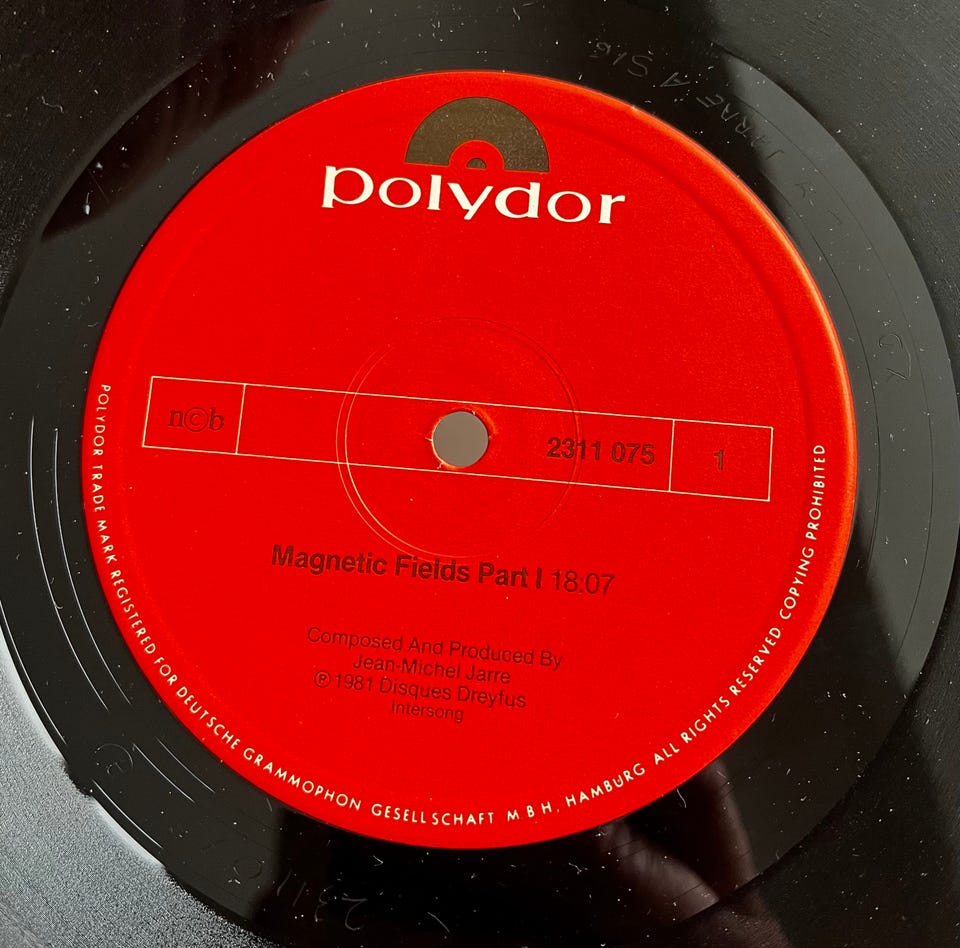 polydor
n©b
2311 075
1
Magnetic Fields Part I 18:07
Composed And Produced By
Jean-Michel Jarre
℗ 1981 Disques Dreyfus
Intersong
POLYDOR TRADE MARK REGISTERED FOR DEUTSCHE GRAMMOPHON GESELLSCHAFT M B H, HAMBURG ALL RIGHTS RESERVED COPYING PROHIBITED